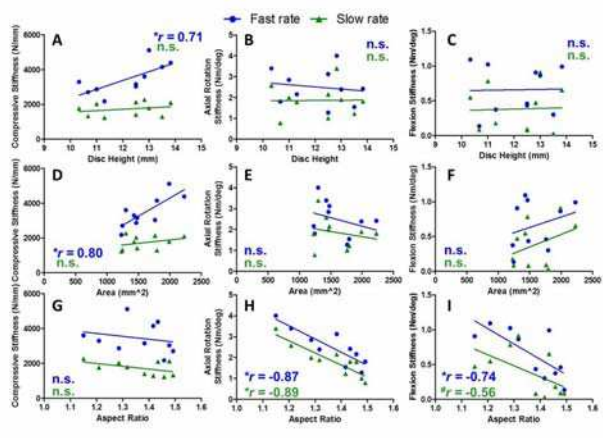 Fast rate Slow rate
A
*r = 0.71
n.s.
Compressive Stiffness (N/mm)
6000
4000
2000
0
9 10 11 12 13 14 15
Disc Height (mm)
B
n.s.
n.s.
Axial Rotation
Stiffness (Nm/deg)
5
4
3
2
1
0
9 10 11 12 13 14 15
Disc Height
C
n.s.
n.s.
Flexion Stiffness (Nm/deg)
1.5
1.0
0.5
0.0
9 10 11 12 13 14 15
Disc Height (mm)
D
*r = 0.80
n.s.
Compressive Stiffness (N/mm)
6000
4000
2000
0
0 500 1000 1500 2000 2500
Area (mm^2)
E
n.s.
n.s.
Axial Rotation
Stiffness (Nm/deg)
5
4
3
2
1
0
0 500 1000 1500 2000 2500
Area (mm^2)
F
n.s.
n.s.
Flexion Stiffness (Nm/deg)
1.5
1.0
0.5
0.0
0 500 1000 1500 2000 2500
Area (mm^2)
G
n.s.
n.s.
Compressive Stiffness (N/mm)
6000
4000
2000
0
1.0 1.1 1.2 1.3 1.4 1.5 1.6
Aspect Ratio
H
*r = -0.87
*r = -0.89
Axial Rotation
Stiffness (Nm/deg)
5
4
3
2
1
0
1.0 1.1 1.2 1.3 1.4 1.5 1.6
Aspect Ratio
I
*r = -0.74
#r = -0.56
Flexion Stiffness (Nm/deg)
1.5
1.0
0.5
0.0
1.0 1.1 1.2 1.3 1.4 1.5 1.6
Aspect Ratio